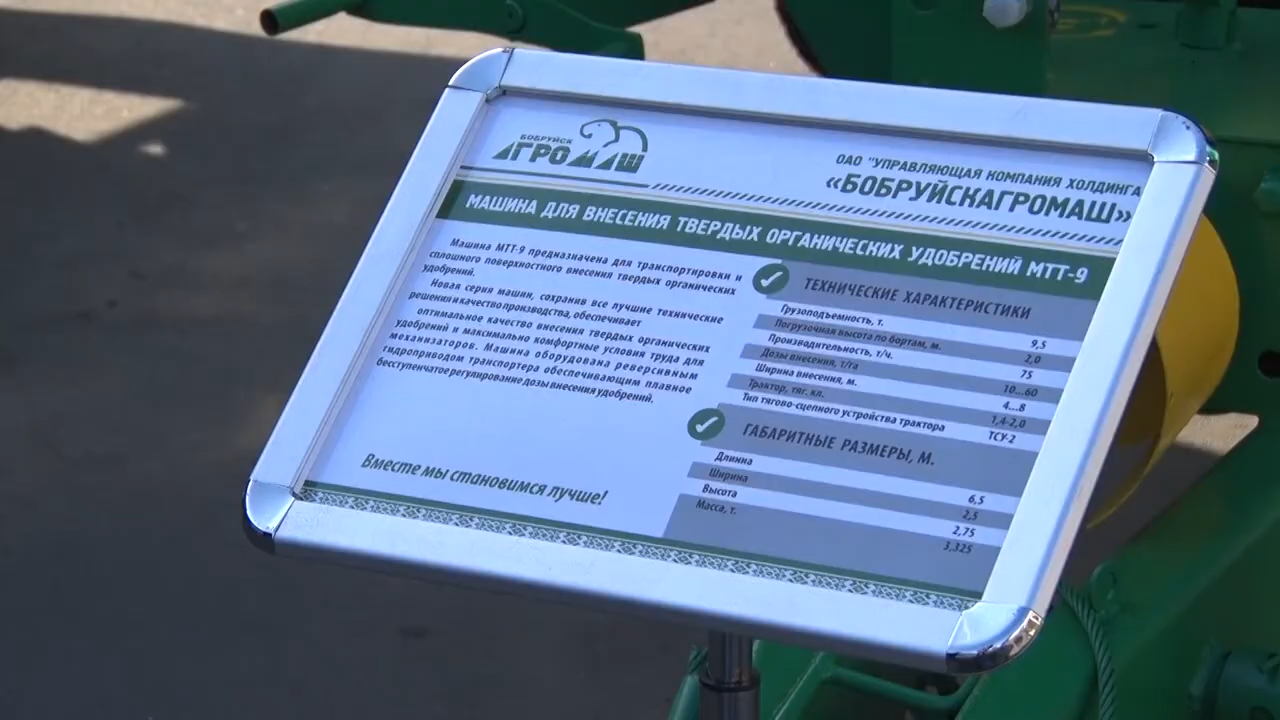 БОБРУЙСК
АГРОМАШ
ОАО "УПРАВЛЯЮЩАЯ КОМПАНИЯ ХОЛДИНГА
«БОБРУЙСКАГРОМАШ»
МАШИНА ДЛЯ ВНЕСЕНИЯ ТВЕРДЫХ ОРГАНИЧЕСКИХ УДОБРЕНИЙ МТТ-9
Машина МТТ-9 предназначена для транспортировки и
сплошного поверхностного внесения твердых органических
удобрений.
Новая серия машин, сохранив все лучшие технические
решения и качество производства, обеспечивает
оптимальное качество внесения твердых органических
удобрений и максимально комфортные условия труда для
механизаторов. Машина оборудована реверсивным
гидроприводом транспортера обеспечивающим плавное
бесступенчатое регулирование дозы внесения удобрений.
Вместе мы становимся лучше!
ТЕХНИЧЕСКИЕ ХАРАКТЕРИСТИКИ
Грузоподъемность, т. 9,5
Погрузочная высота по бортам, м. 2,0
Производительность, т/ч. 75
Дозы внесения, т/га 10...60
Ширина внесения, м. 4...8
Трактор, тяг. кл. 1,4-2,0
Тип тягово-сцепного устройства трактора ТСУ-2
ГАБАРИТНЫЕ РАЗМЕРЫ, М.
Длинна 6,5
Ширина 2,5
Высота 2,75
Масса, т. 3,325